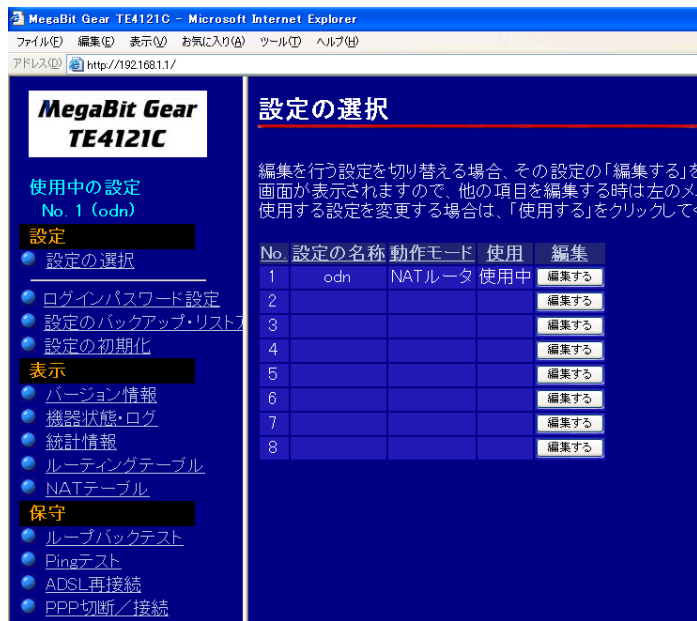 MegaBit Gear TE4121C - Microsoft Internet Explorer
ファイル(F) 編集(E) 表示(V) お気に入り(A) ツール(T) ヘルプ(H)
アドレス(D) http://192.168.1.1/
MegaBit Gear
TE4121C
使用中の設定
No. 1 (odn)
設定
設定の選択
ログインパスワード設定
設定のバックアップ・リストア
設定の初期化
表示
バージョン情報
機器状態・ログ
統計情報
ルーティングテーブル
NATテーブル
保守
ループバックテスト
Pingテスト
ADSL再接続
PPP切断／接続
設定の選択
編集を行う設定を切り替える場合、その設定の「編集する」を
画面が表示されますので、他の項目を編集する時は左のメ
使用する設定を変更する場合は、「使用する」をクリックして
No. 設定の名称 動作モード 使用 編集
1 odn NATルータ 使用中 編集する
2 編集する
3 編集する
4 編集する
5 編集する
6 編集する
7 編集する
8 編集する